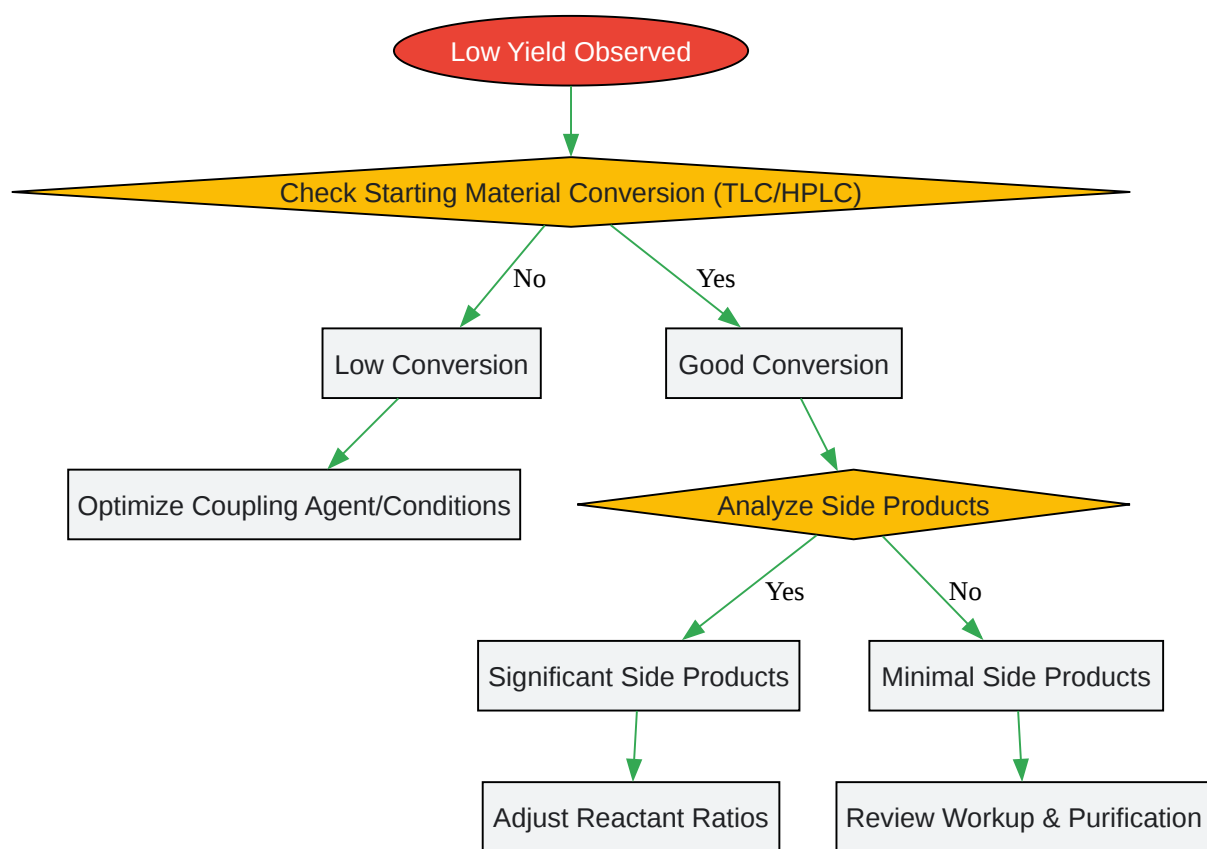 Low Yield Observed
Check Starting Material Conversion (TLC/HPLC)
No
Yes
Low Conversion
Good Conversion
Optimize Coupling Agent/Conditions
Analyze Side Products
Yes
No
Significant Side Products
Minimal Side Products
Adjust Reactant Ratios
Review Workup & Purification